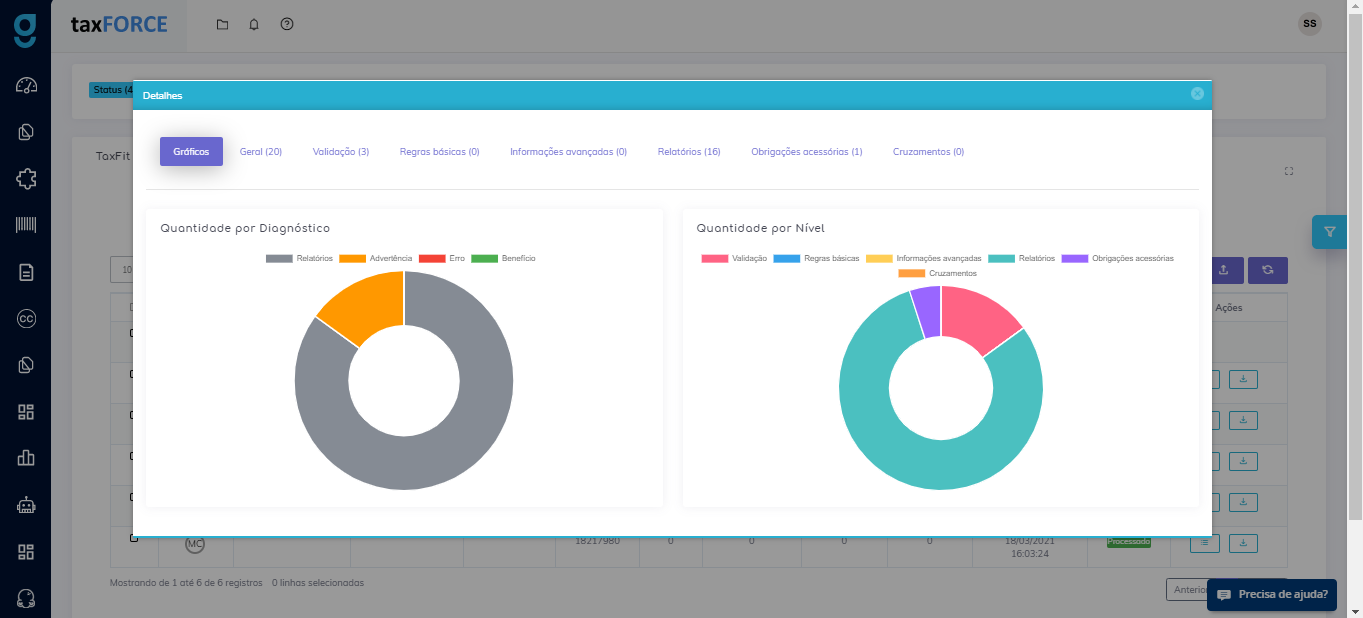 taxFORCE
SS
Status (4
Detalhes
TaxFit
Gráficos
Geral (20)
Validação (3)
Regras básicas (0)
Informações avançadas (0)
Relatórios (16)
Obrigações acessórias (1)
Cruzamentos (0)
Quantidade por Diagnóstico
Relatórios Advertência Erro Benefício
Quantidade por Nível
Validação Regras básicas Informações avançadas Relatórios Obrigações acessórias
Cruzamentos
10
Ações
CC
MC
18217980
0
0
0
0
18/03/2021
16:03:24
Processado
Mostrando de 1 até 6 de 6 registros 0 linhas selecionadas
Anterior
Precisa de ajuda?